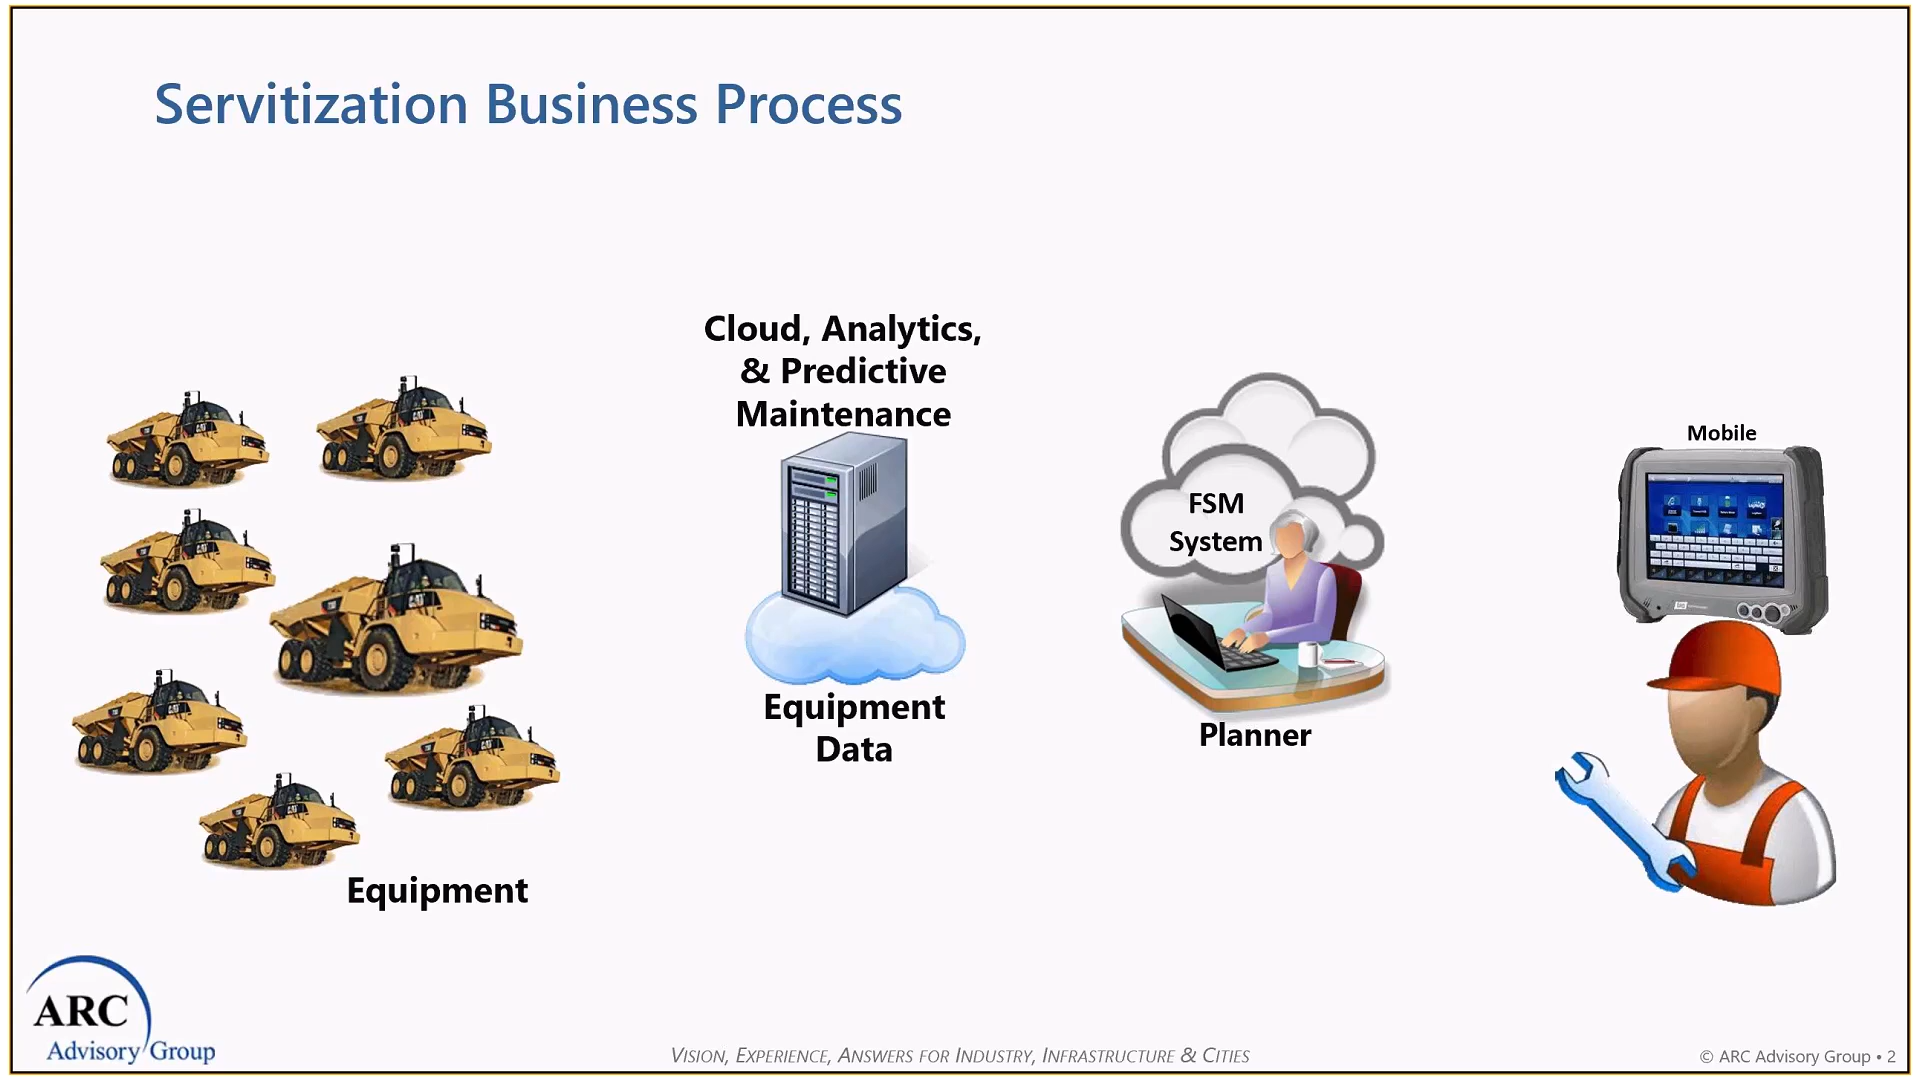 Servitization Business Process
Cloud, Analytics,
& Predictive
Maintenance
Equipment
Data
FSM
System
Planner
Mobile
Equipment
ARC
Advisory Group
VISION, EXPERIENCE, ANSWERS FOR INDUSTRY, INFRASTRUCTURE & CITIES
© ARC Advisory Group • 2